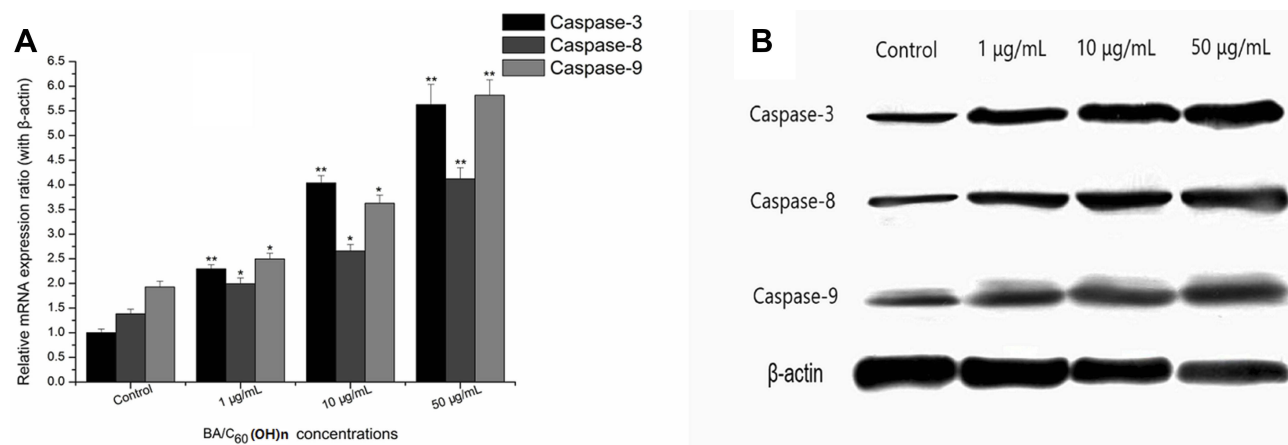 A
Caspase-3
Caspase-8
Caspase-9
Relative mRNA expression ratio (with β-actin)
6.5
6.0
5.5
5.0
4.5
4.0
3.5
3.0
2.5
2.0
1.5
1.0
0.5
0.0
** * *
** * *
** ** **
Control 1 µg/mL 10 µg/mL 50 µg/mL
BA/C60(OH)n concentrations
B
Control 1 µg/mL 10 µg/mL 50 µg/mL
Caspase-3
Caspase-8
Caspase-9
β-actin